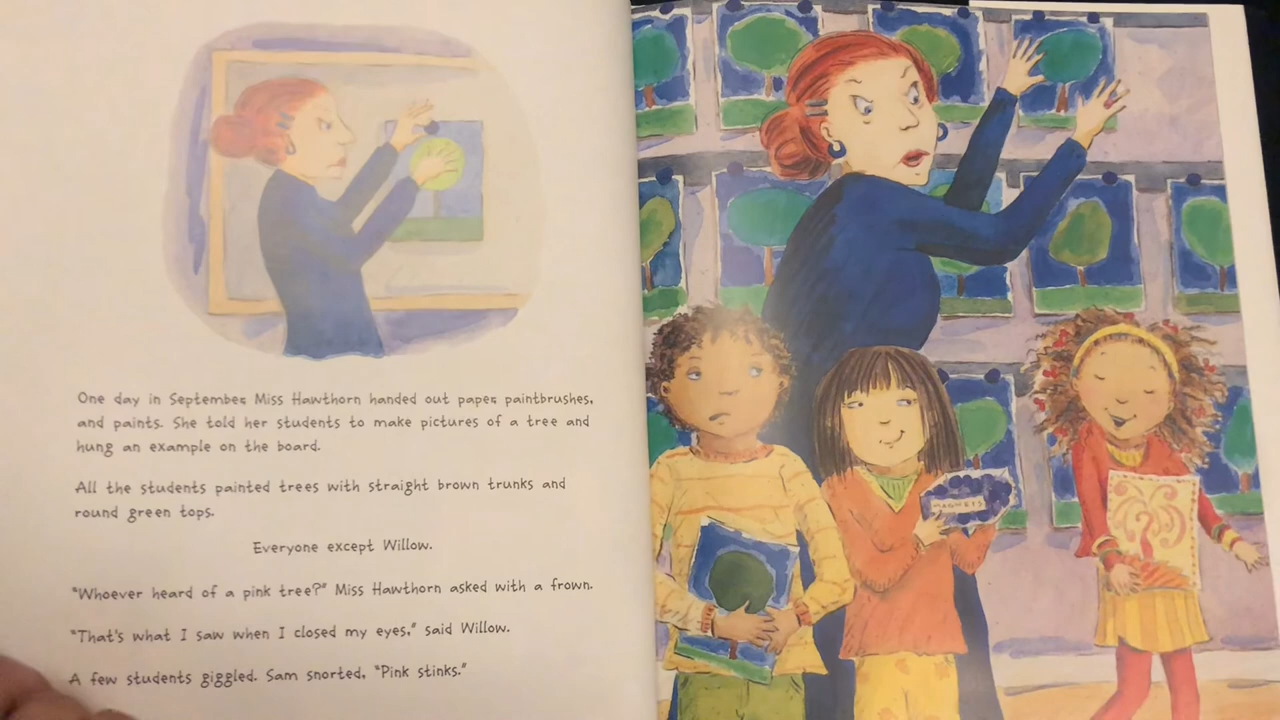 One day in September, Miss Hawthorn handed out paper, paintbrushes,
and paints. She told her students to make pictures of a tree and
hung an example on the board.
All the students painted trees with straight brown trunks and
round green tops.
Everyone except Willow.
"Whoever heard of a pink tree?" Miss Hawthorn asked with a frown.
"That's what I saw when I closed my eyes," said Willow.
A few students giggled. Sam snorted, "Pink stinks."
MAGNETS